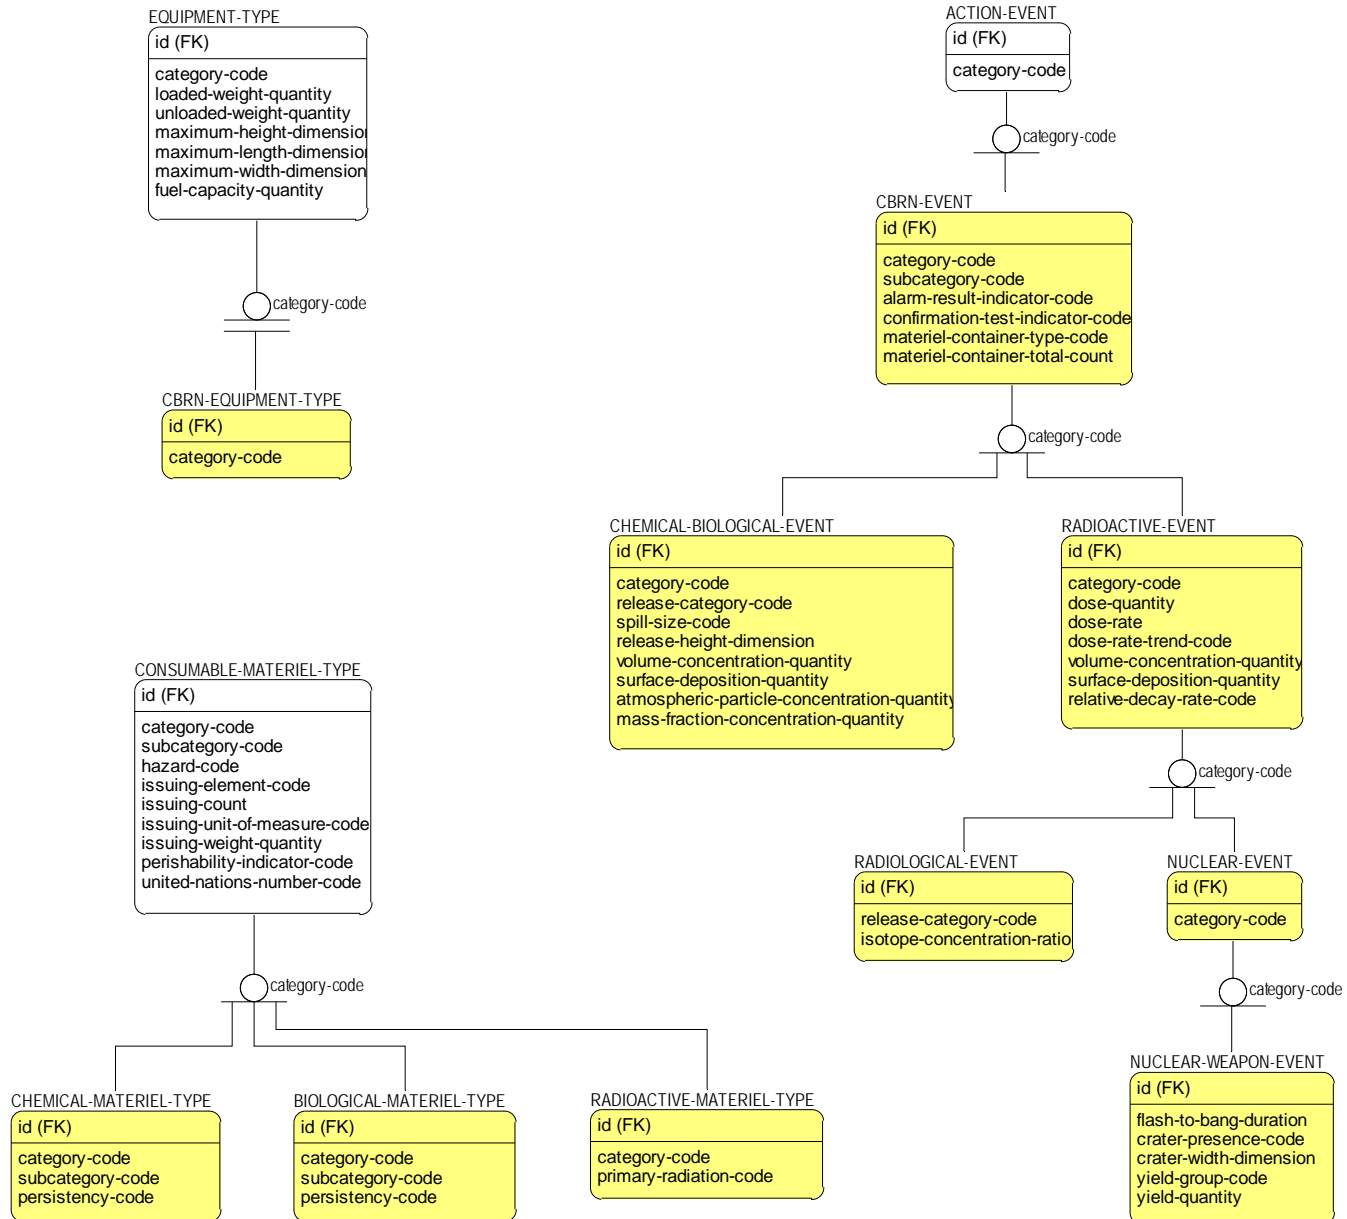 EQUIPMENT-TYPE
id (FK)
category-code
loaded-weight-quantity
unloaded-weight-quantity
maximum-height-dimension
maximum-length-dimension
maximum-width-dimension
fuel-capacity-quantity
category-code
CBRN-EQUIPMENT-TYPE
id (FK)
category-code
ACTION-EVENT
id (FK)
category-code
category-code
CBRN-EVENT
id (FK)
category-code
subcategory-code
alarm-result-indicator-code
confirmation-test-indicator-code
materiel-container-type-code
materiel-container-total-count
category-code
CHEMICAL-BIOLOGICAL-EVENT
id (FK)
category-code
release-category-code
spill-size-code
release-height-dimension
volume-concentration-quantity
surface-deposition-quantity
atmospheric-particle-concentration-quantity
mass-fraction-concentration-quantity
RADIOACTIVE-EVENT
id (FK)
category-code
dose-quantity
dose-rate
dose-rate-trend-code
volume-concentration-quantity
surface-deposition-quantity
relative-decay-rate-code
category-code
RADIOLOGICAL-EVENT
id (FK)
release-category-code
isotope-concentration-ratio
NUCLEAR-EVENT
id (FK)
category-code
category-code
NUCLEAR-WEAPON-EVENT
id (FK)
flash-to-bang-duration
crater-presence-code
crater-width-dimension
yield-group-code
yield-quantity
CONSUMABLE-MATERIEL-TYPE
id (FK)
category-code
subcategory-code
hazard-code
issuing-element-code
issuing-count
issuing-unit-of-measure-code
issuing-weight-quantity
perishability-indicator-code
united-nations-number-code
category-code
CHEMICAL-MATERIEL-TYPE
id (FK)
category-code
subcategory-code
persistency-code
BIOLOGICAL-MATERIEL-TYPE
id (FK)
category-code
subcategory-code
persistency-code
RADIOACTIVE-MATERIEL-TYPE
id (FK)
category-code
primary-radiation-code